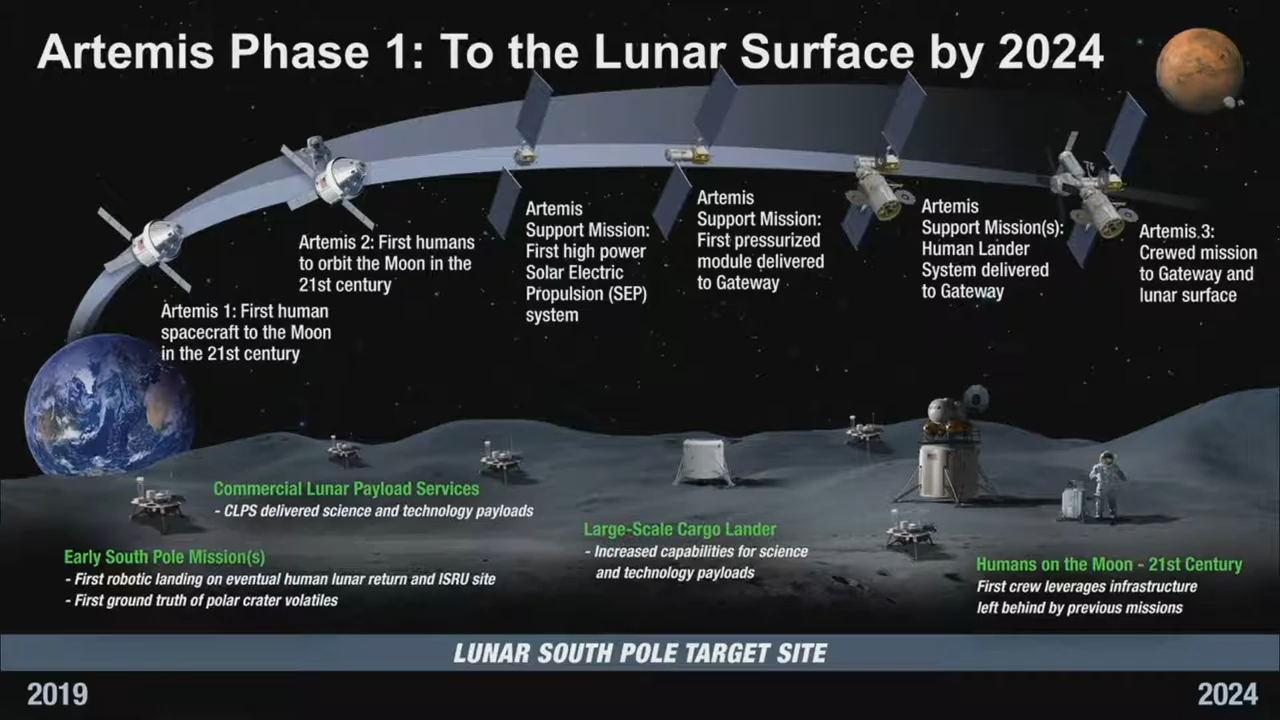 Artemis Phase 1: To the Lunar Surface by 2024
Artemis 1: First human
spacecraft to the Moon
in the 21st century
Artemis 2: First humans
to orbit the Moon in the
21st century
Artemis
Support Mission:
First high power
Solar Electric
Propulsion (SEP)
system
Artemis
Support Mission:
First pressurized
module delivered
to Gateway
Artemis
Support Mission(s):
Human Lander
System delivered
to Gateway
Artemis 3:
Crewed mission
to Gateway and
lunar surface
Commercial Lunar Payload Services
- CLPS delivered science and technology payloads
Early South Pole Mission(s)
- First robotic landing on eventual human lunar return and ISRU site
- First ground truth of polar crater volatiles
Large-Scale Cargo Lander
- Increased capabilities for science
and technology payloads
Humans on the Moon - 21st Century
First crew leverages infrastructure
left behind by previous missions
LUNAR SOUTH POLE TARGET SITE
2019
2024